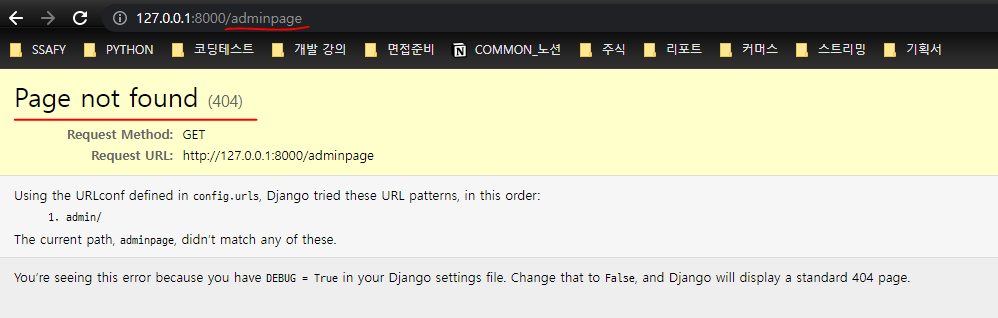 127.0.0.1:8000/adminpage
SSAFY PYTHON 코딩테스트 개발 강의 면접준비 COMMON_노션 주식 리포트 커머스 스트리밍 기획서
Page not found (404)
Request Method: GET
Request URL: http://127.0.0.1:8000/adminpage
Using the URLconf defined in config.urls, Django tried these URL patterns, in this order:
1. admin/
The current path, adminpage, didn't match any of these.
You're seeing this error because you have DEBUG = True in your Django settings file. Change that to False, and Django will display a standard 404 page.